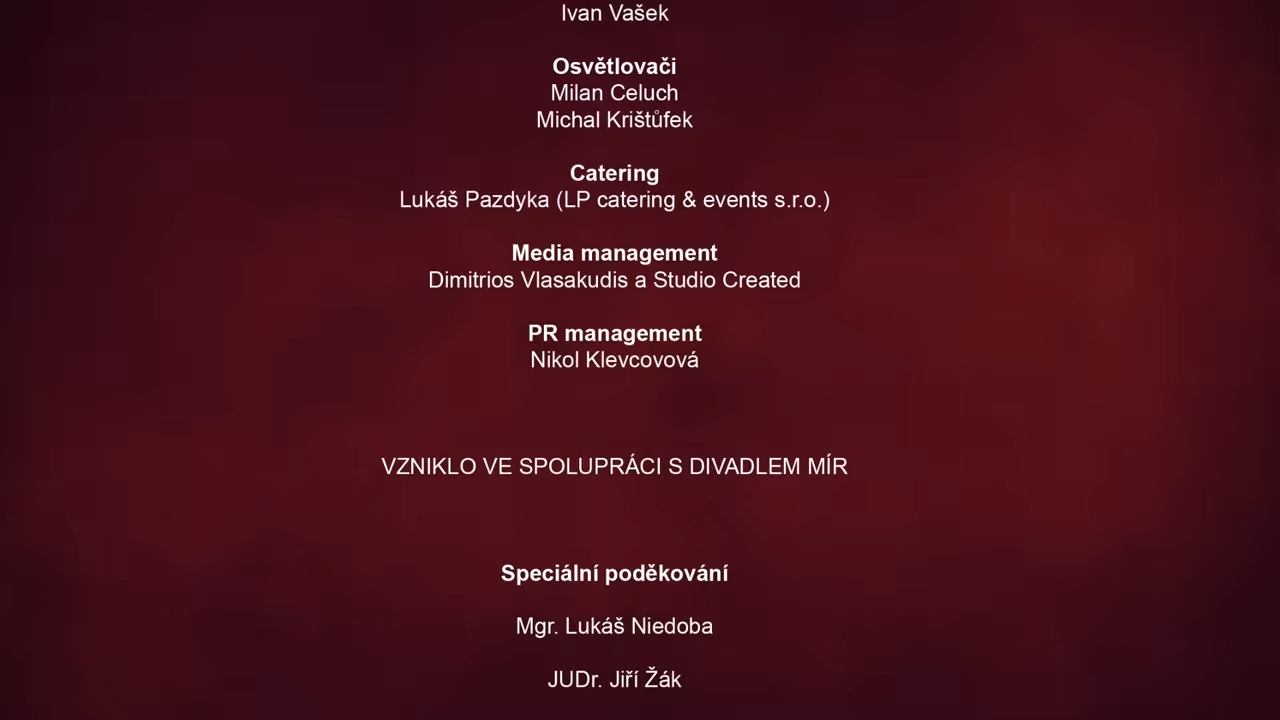 Ivan Vašek
Osvětlovači
Milan Celuch
Michal Krištůfek
Catering
Lukáš Pazdyka (LP catering & events s.r.o.)
Media management
Dimitrios Vlasakudis a Studio Created
PR management
Nikol Klevcovová
VZNIKLO VE SPOLUPRÁCI S DIVADLEM MÍR
Speciální poděkování
Mgr. Lukáš Niedoba
JUDr. Jiří Žák